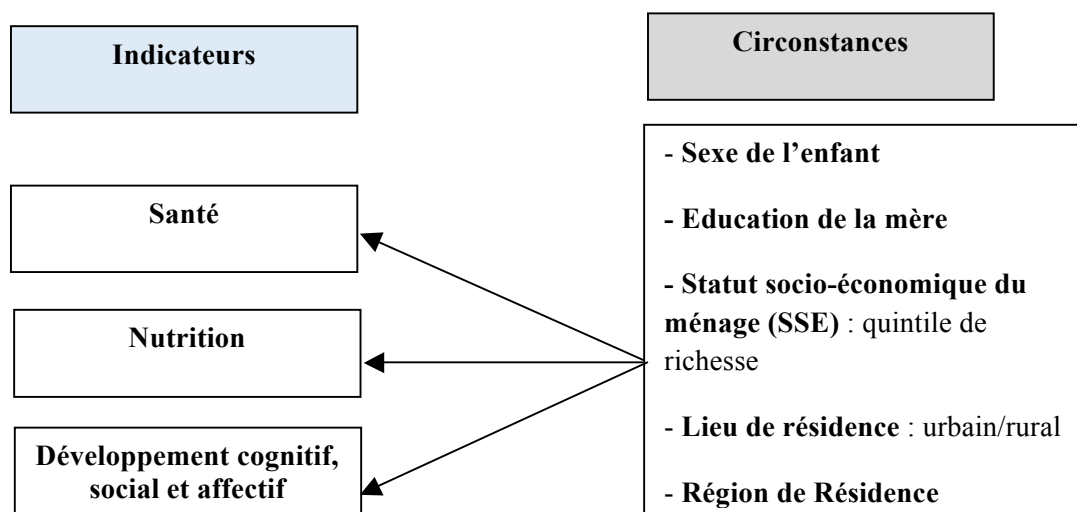 Indicateurs
Circonstances
Santé
Nutrition
Développement cognitif,
social et affectif
- Sexe de l’enfant
- Education de la mère
- Statut socio-économique du
ménage (SSE) : quintile de
richesse
- Lieu de résidence : urbain/rural
- Région de Résidence